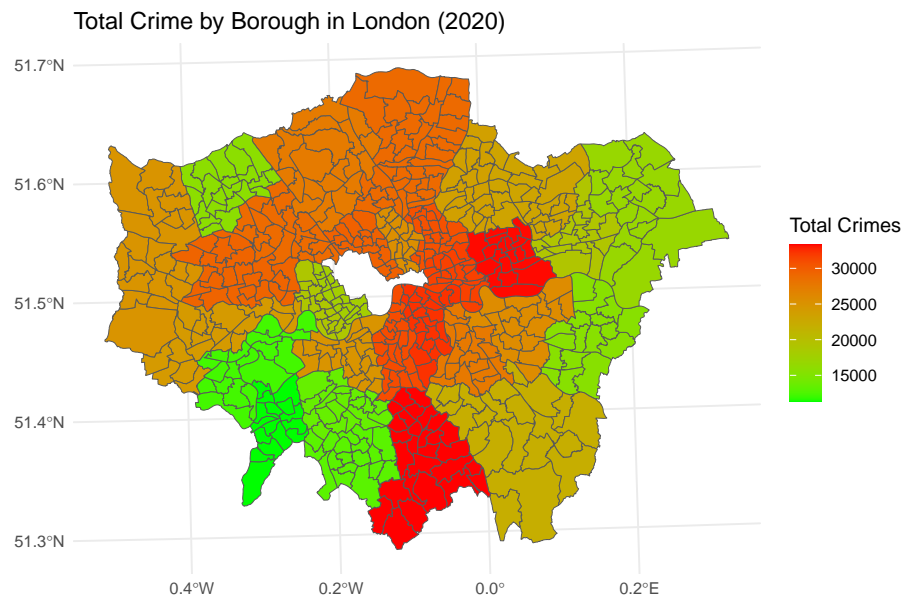 Total Crime by Borough in London (2020)
51.7°N
51.6°N
51.5°N
51.4°N
51.3°N
0.4°W
0.2°W
0.0°
0.2°E
Total Crimes
30000
25000
20000
15000